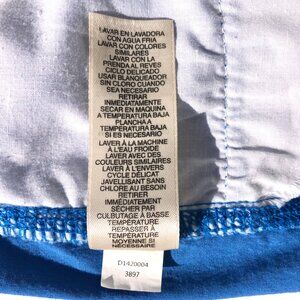 LAVAR EN LAVADORA
CON AGUA FRIA
LAVAR CON COLORES
SIMILARES
LAVAR CON LA
PRENDA AL REVES
CICLO DELICADO
USAR BLANQUEADOR
SIN CLORO CUANDO
SEA NECESARIO
RETIRAR
INMEDIATAMENTE
SECAR EN MAQUINA
A TEMPERATURA BAJA
PLANCHA A
TEMPERATURA BAJA
SI ES NECESARIO
LAVER À LA MACHINE
À L'EAU FROIDE
LAVER AVEC DES
COULEURS SIMILAIRES
LAVER À L'ENVERS
CYCLE DÉLICAT
JAVELLISANT SANS
CHLORE AU BESOIN
RETIRER
IMMÉDIATEMENT
SÉCHER PAR
CULBUTAGE À BASSE
TEMPÉRATURE
REPASSER À
TEMPÉRATURE
MOYENNE SI
NÉCESSAIRE
D1420004
3897